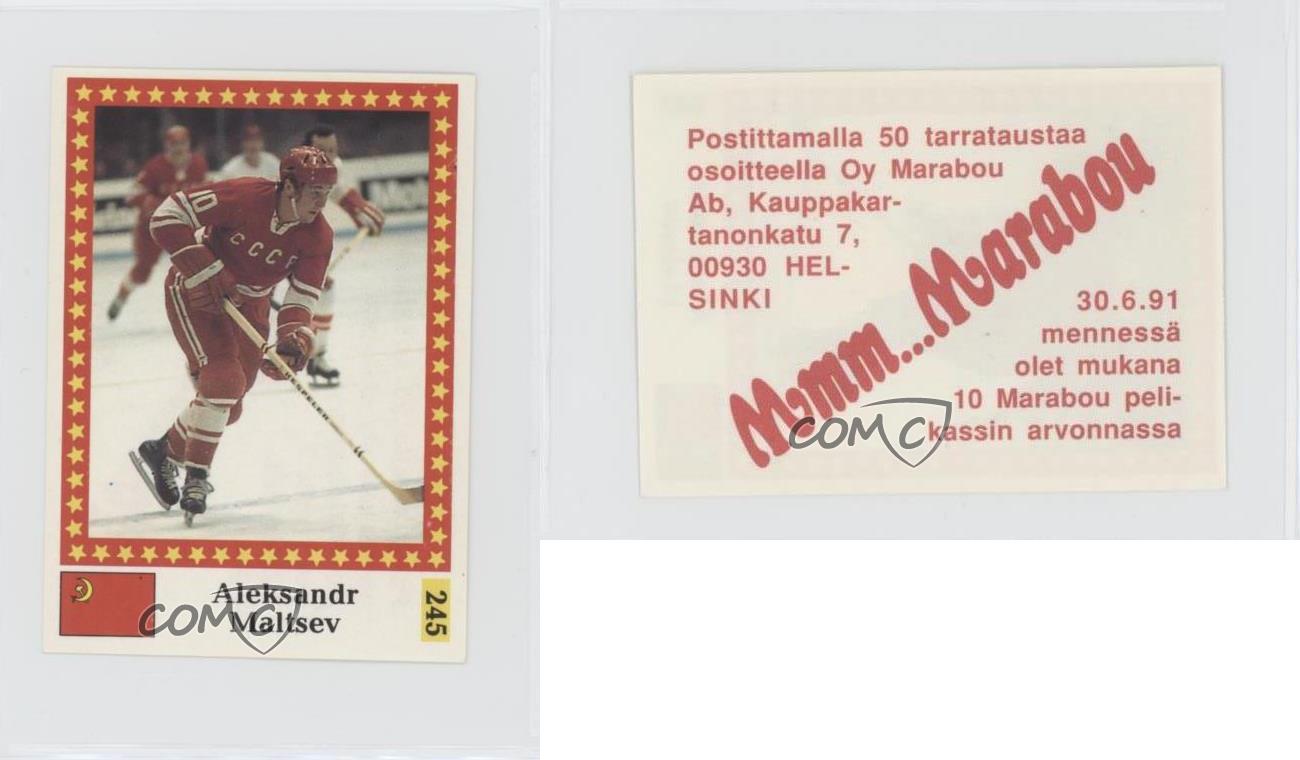 10
CCCP
HESPELER
Aleksandr
Maltsev
245
COMC
Postittamalla 50 tarrataustaa
osoitteella Oy Marabou
Ab, Kauppakar-
tanonkatu 7,
00930 HEL-
SINKI
Mmm...Marabou
30.6.91
mennessä
olet mukana
10 Marabou peli-
kassin arvonnassa
COMC